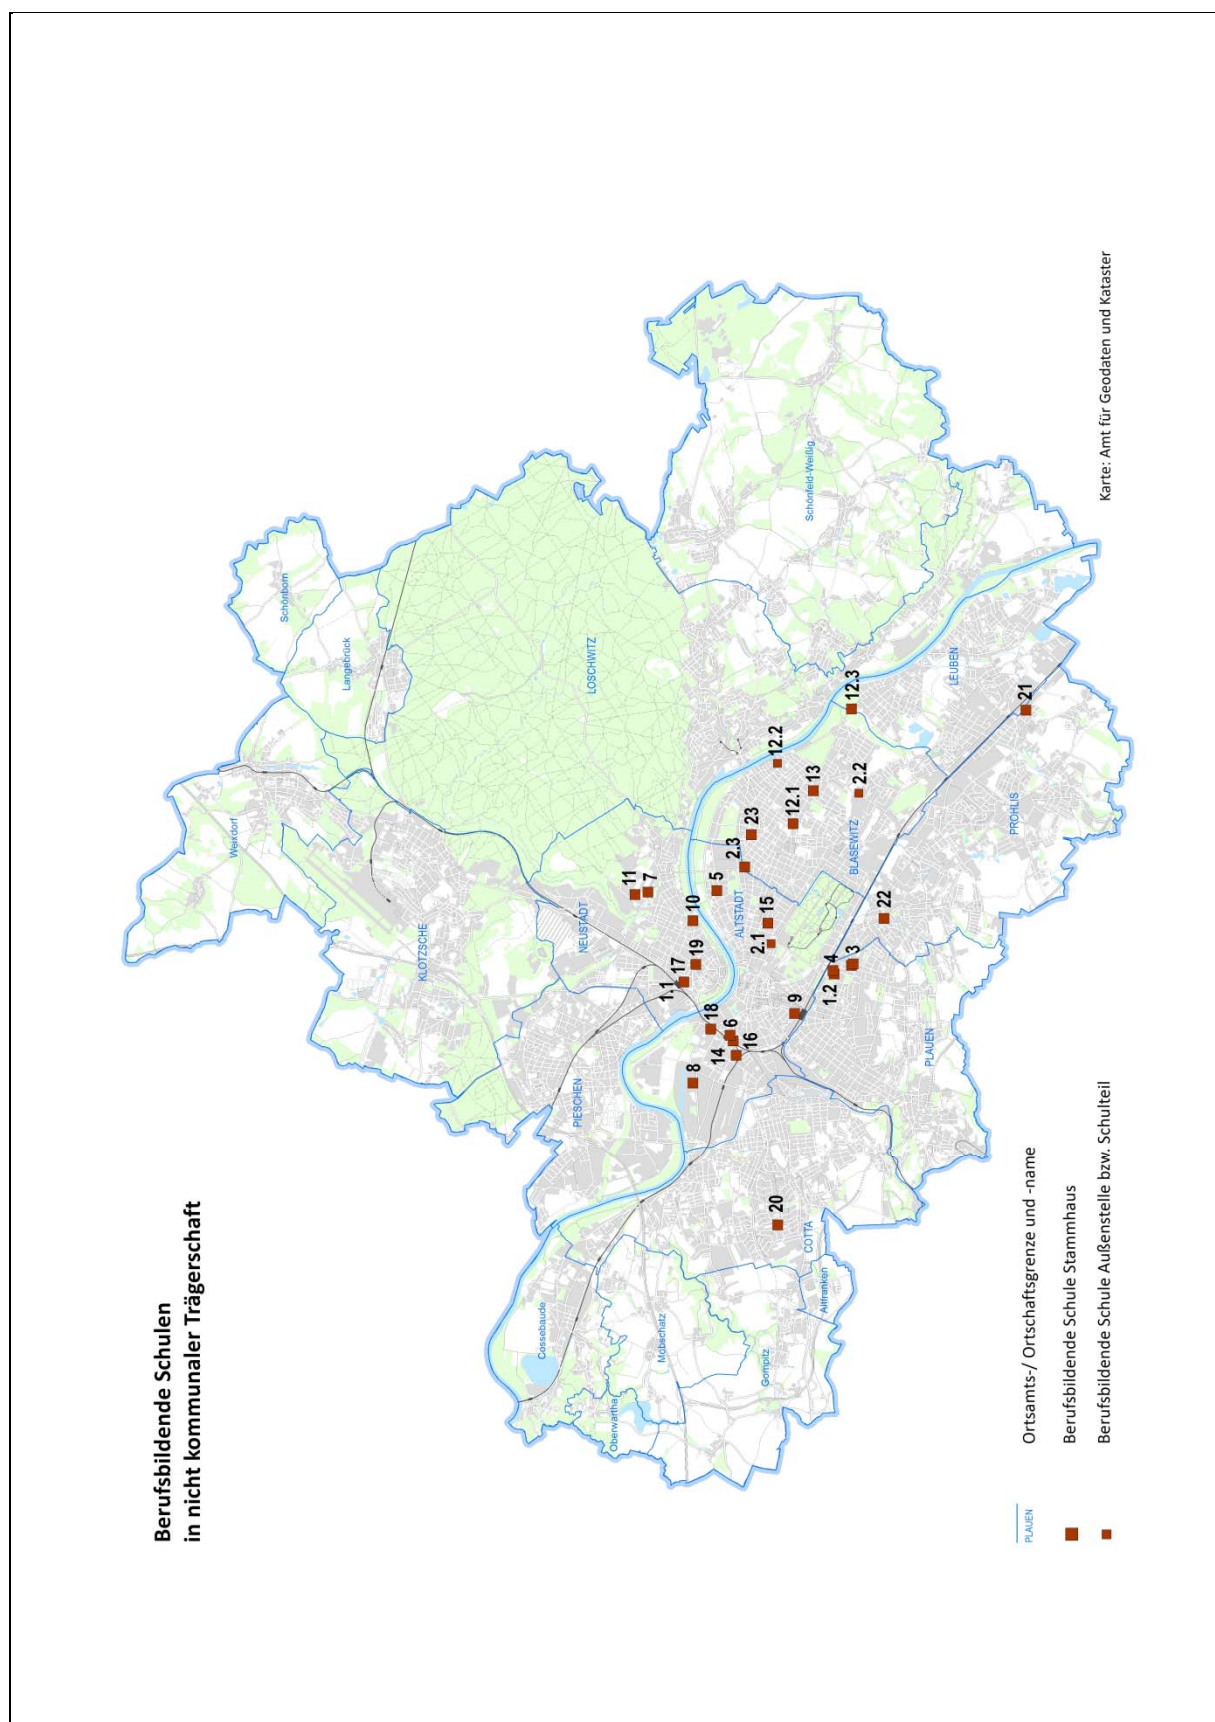 Berufsbildende Schulen
in nicht kommunaler Trägerschaft
Weixdorf
Schönborn
Langebrück
KLOTZSCHE
LOSCHWITZ
NEUSTADT
PIESCHEN
Schönfeld-Weißig
Cossebaude
Oberwartha
Mobschatz
Gompitz
Altfranken
COTTA
ALTSTADT
BLASEWITZ
LEUBEN
PROHLIS
PLAUEN
11
7
10
19
17
1.1
18
8
6
14
16
5
2.3
23
15
2.1
12.2
12.1
13
12.3
2.2
9
4
1.2
3
22
21
20
PLAUEN
Ortsamts-/ Ortschaftsgrenze und -name
Berufsbildende Schule Stammhaus
Berufsbildende Schule Außenstelle bzw. Schulteil
Karte: Amt für Geodaten und Kataster